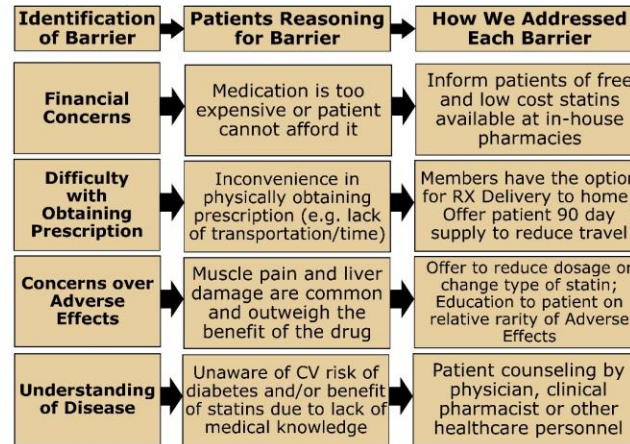 Identification
of Barrier
Patients Reasoning
for Barrier
How We Addressed
Each Barrier
Financial
Concerns
Medication is too
expensive or patient
cannot afford it
Inform patients of free
and low cost statins
available at in-house
pharmacies
Difficulty
with
Obtaining
Prescription
Inconvenience in
physically obtaining
prescription (e.g. lack
of transportation/time)
Members have the option
for RX Delivery to home
Offer patient 90 day
supply to reduce travel
Concerns over
Adverse
Effects
Muscle pain and liver
damage are common
and outweigh the
benefit of the drug
Offer to reduce dosage or
change type of statin;
Education to patient on
relative rarity of Adverse
Effects
Understanding
of Disease
Unaware of CV risk of
diabetes and/or benefit
of statins due to lack of
medical knowledge
Patient counseling by
physician, clinical
pharmacist or other
healthcare personnel